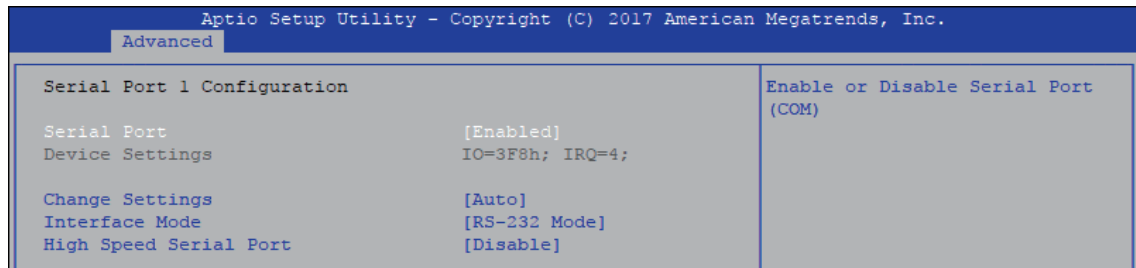 Aptio Setup Utility - Copyright (C) 2017 American Megatrends, Inc.
Advanced
Serial Port 1 Configuration
Serial Port [Enabled]
Device Settings IO=3F8h; IRQ=4;
Change Settings [Auto]
Interface Mode [RS-232 Mode]
High Speed Serial Port [Disable]
Enable or Disable Serial Port
(COM)